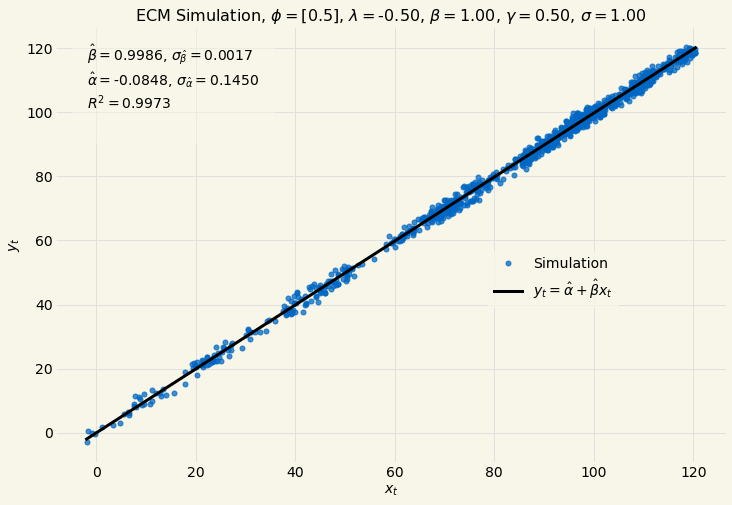 ECM Simulation, ϕ = [0.5], λ = -0.50, β = 1.00, γ = 0.50, σ = 1.00
β̂ = 0.9986, σ_β̂ = 0.0017
α̂ = -0.0848, σ_α̂ = 0.1450
R² = 0.9973
120
100
80
60
40
20
0
y_t
Simulation
y_t = α̂ + β̂x_t
0 20 40 60 80 100 120
x_t